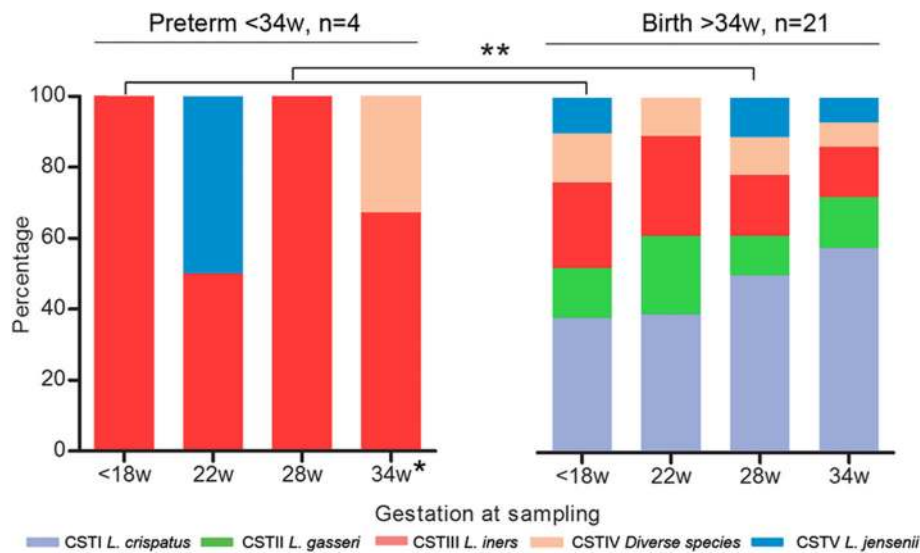 Preterm <34w, n=4
Birth >34w, n=21
**
100
80
60
40
20
0
Percentage
<18w 22w 28w 34w*
<18w 22w 28w 34w
Gestation at sampling
CSTI L. crispatus CSTII L. gasseri CSTIII L. iners CSTIV Diverse species CSTV L. jensenii